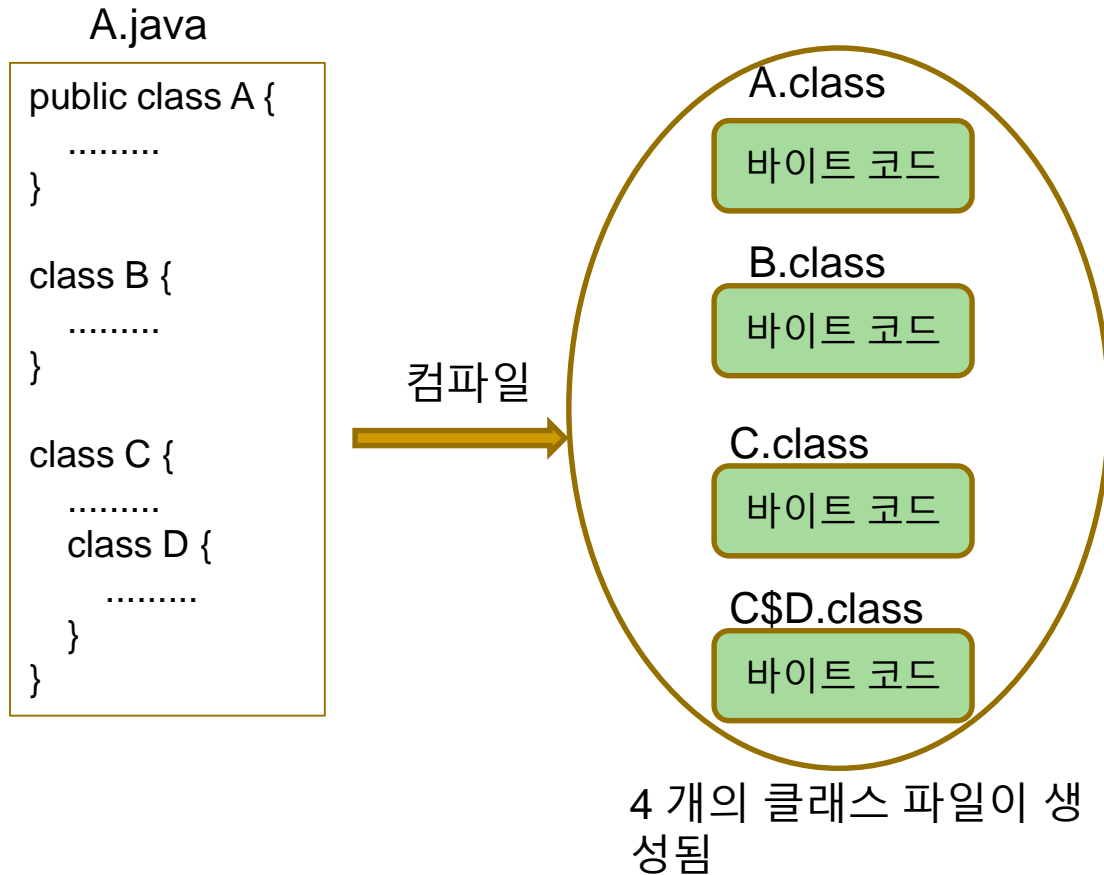 A.java
public class A {
.........
}
class B {
.........
}
class C {
.........
class D {
.........
}
}
컴파일
A.class
바이트 코드
B.class
바이트 코드
C.class
바이트 코드
C$D.class
바이트 코드
4 개의 클래스 파일이 생
성됨